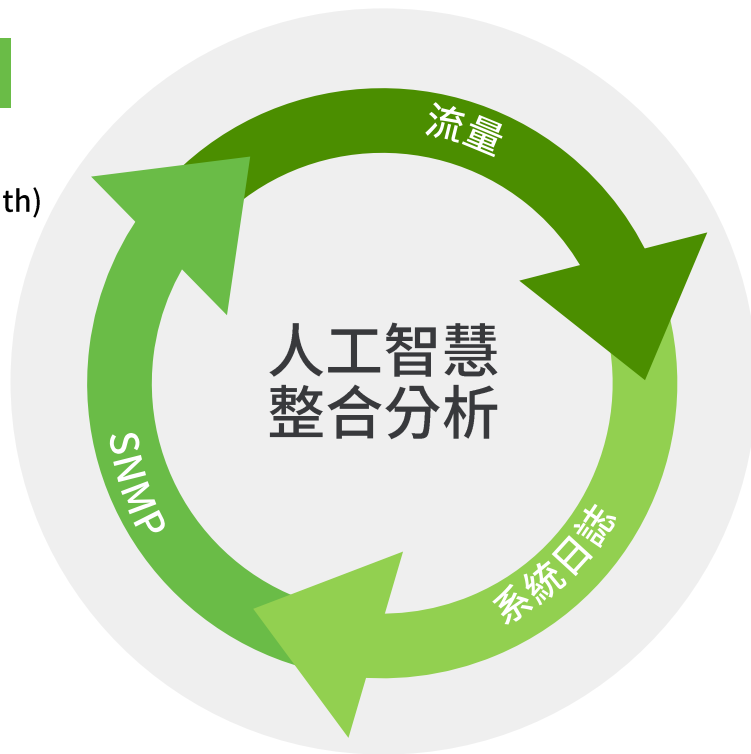 流量
th)
人工智慧
整合分析
SNMP
系統日誌